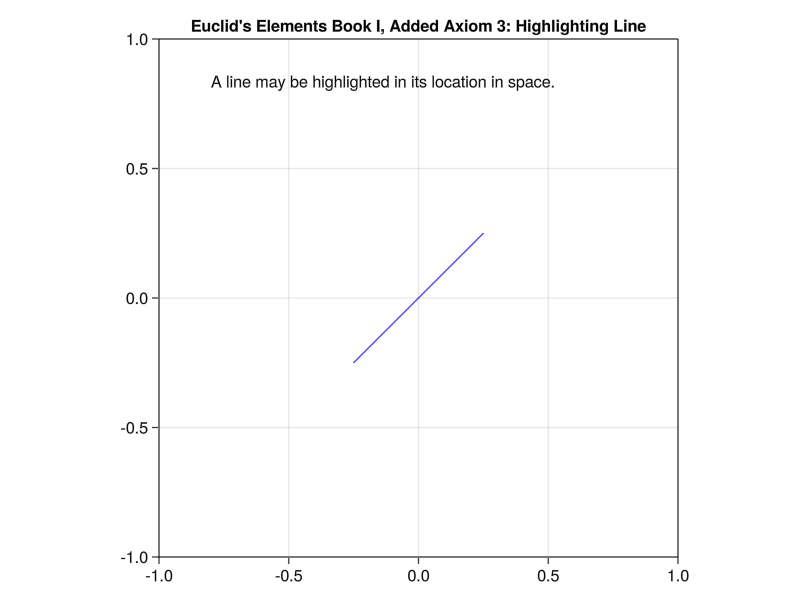 Euclid's Elements Book I, Added Axiom 3: Highlighting Line
1.0
A line may be highlighted in its location in space.
0.5
0.0
-0.5
-1.0
-1.0 -0.5 0.0 0.5 1.0